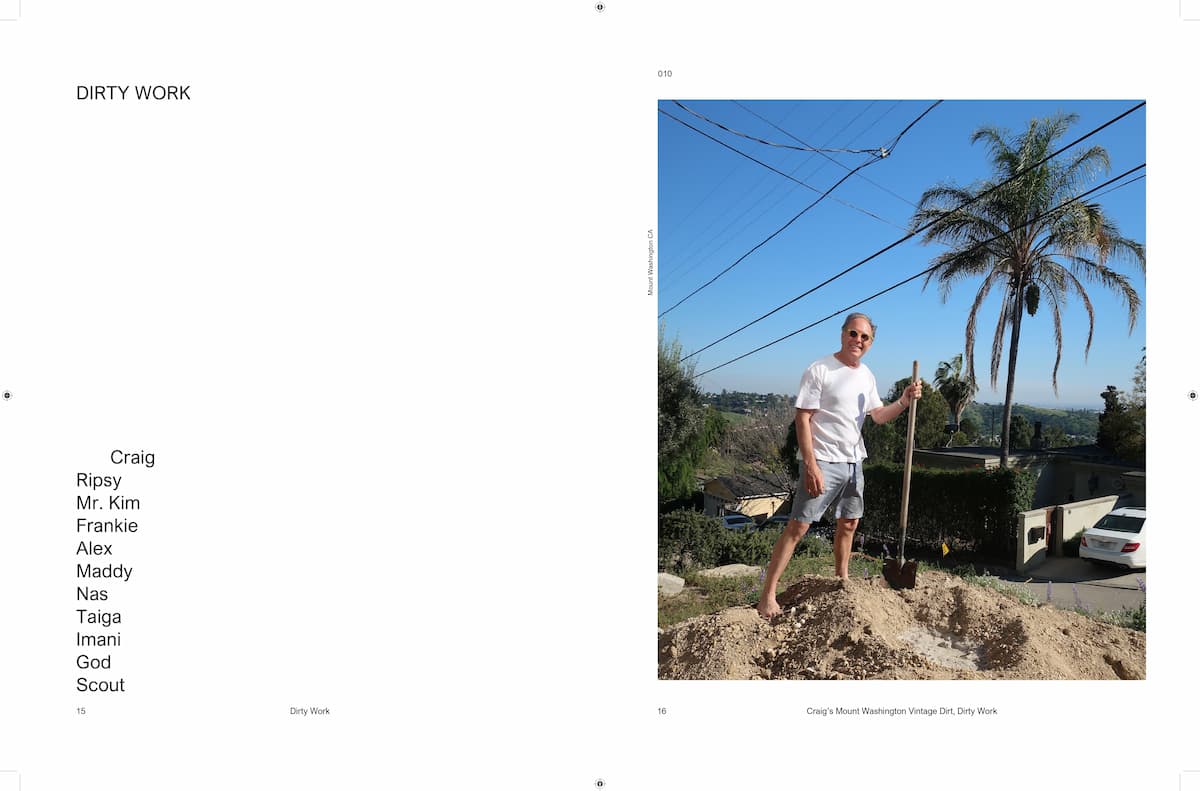 DIRTY WORK
Craig
Ripsy
Mr. Kim
Frankie
Alex
Maddy
Nas
Taiga
Imani
God
Scout
15
Dirty Work
010
Mount Washington CA
16
Craig's Mount Washington Vintage Dirt, Dirty Work